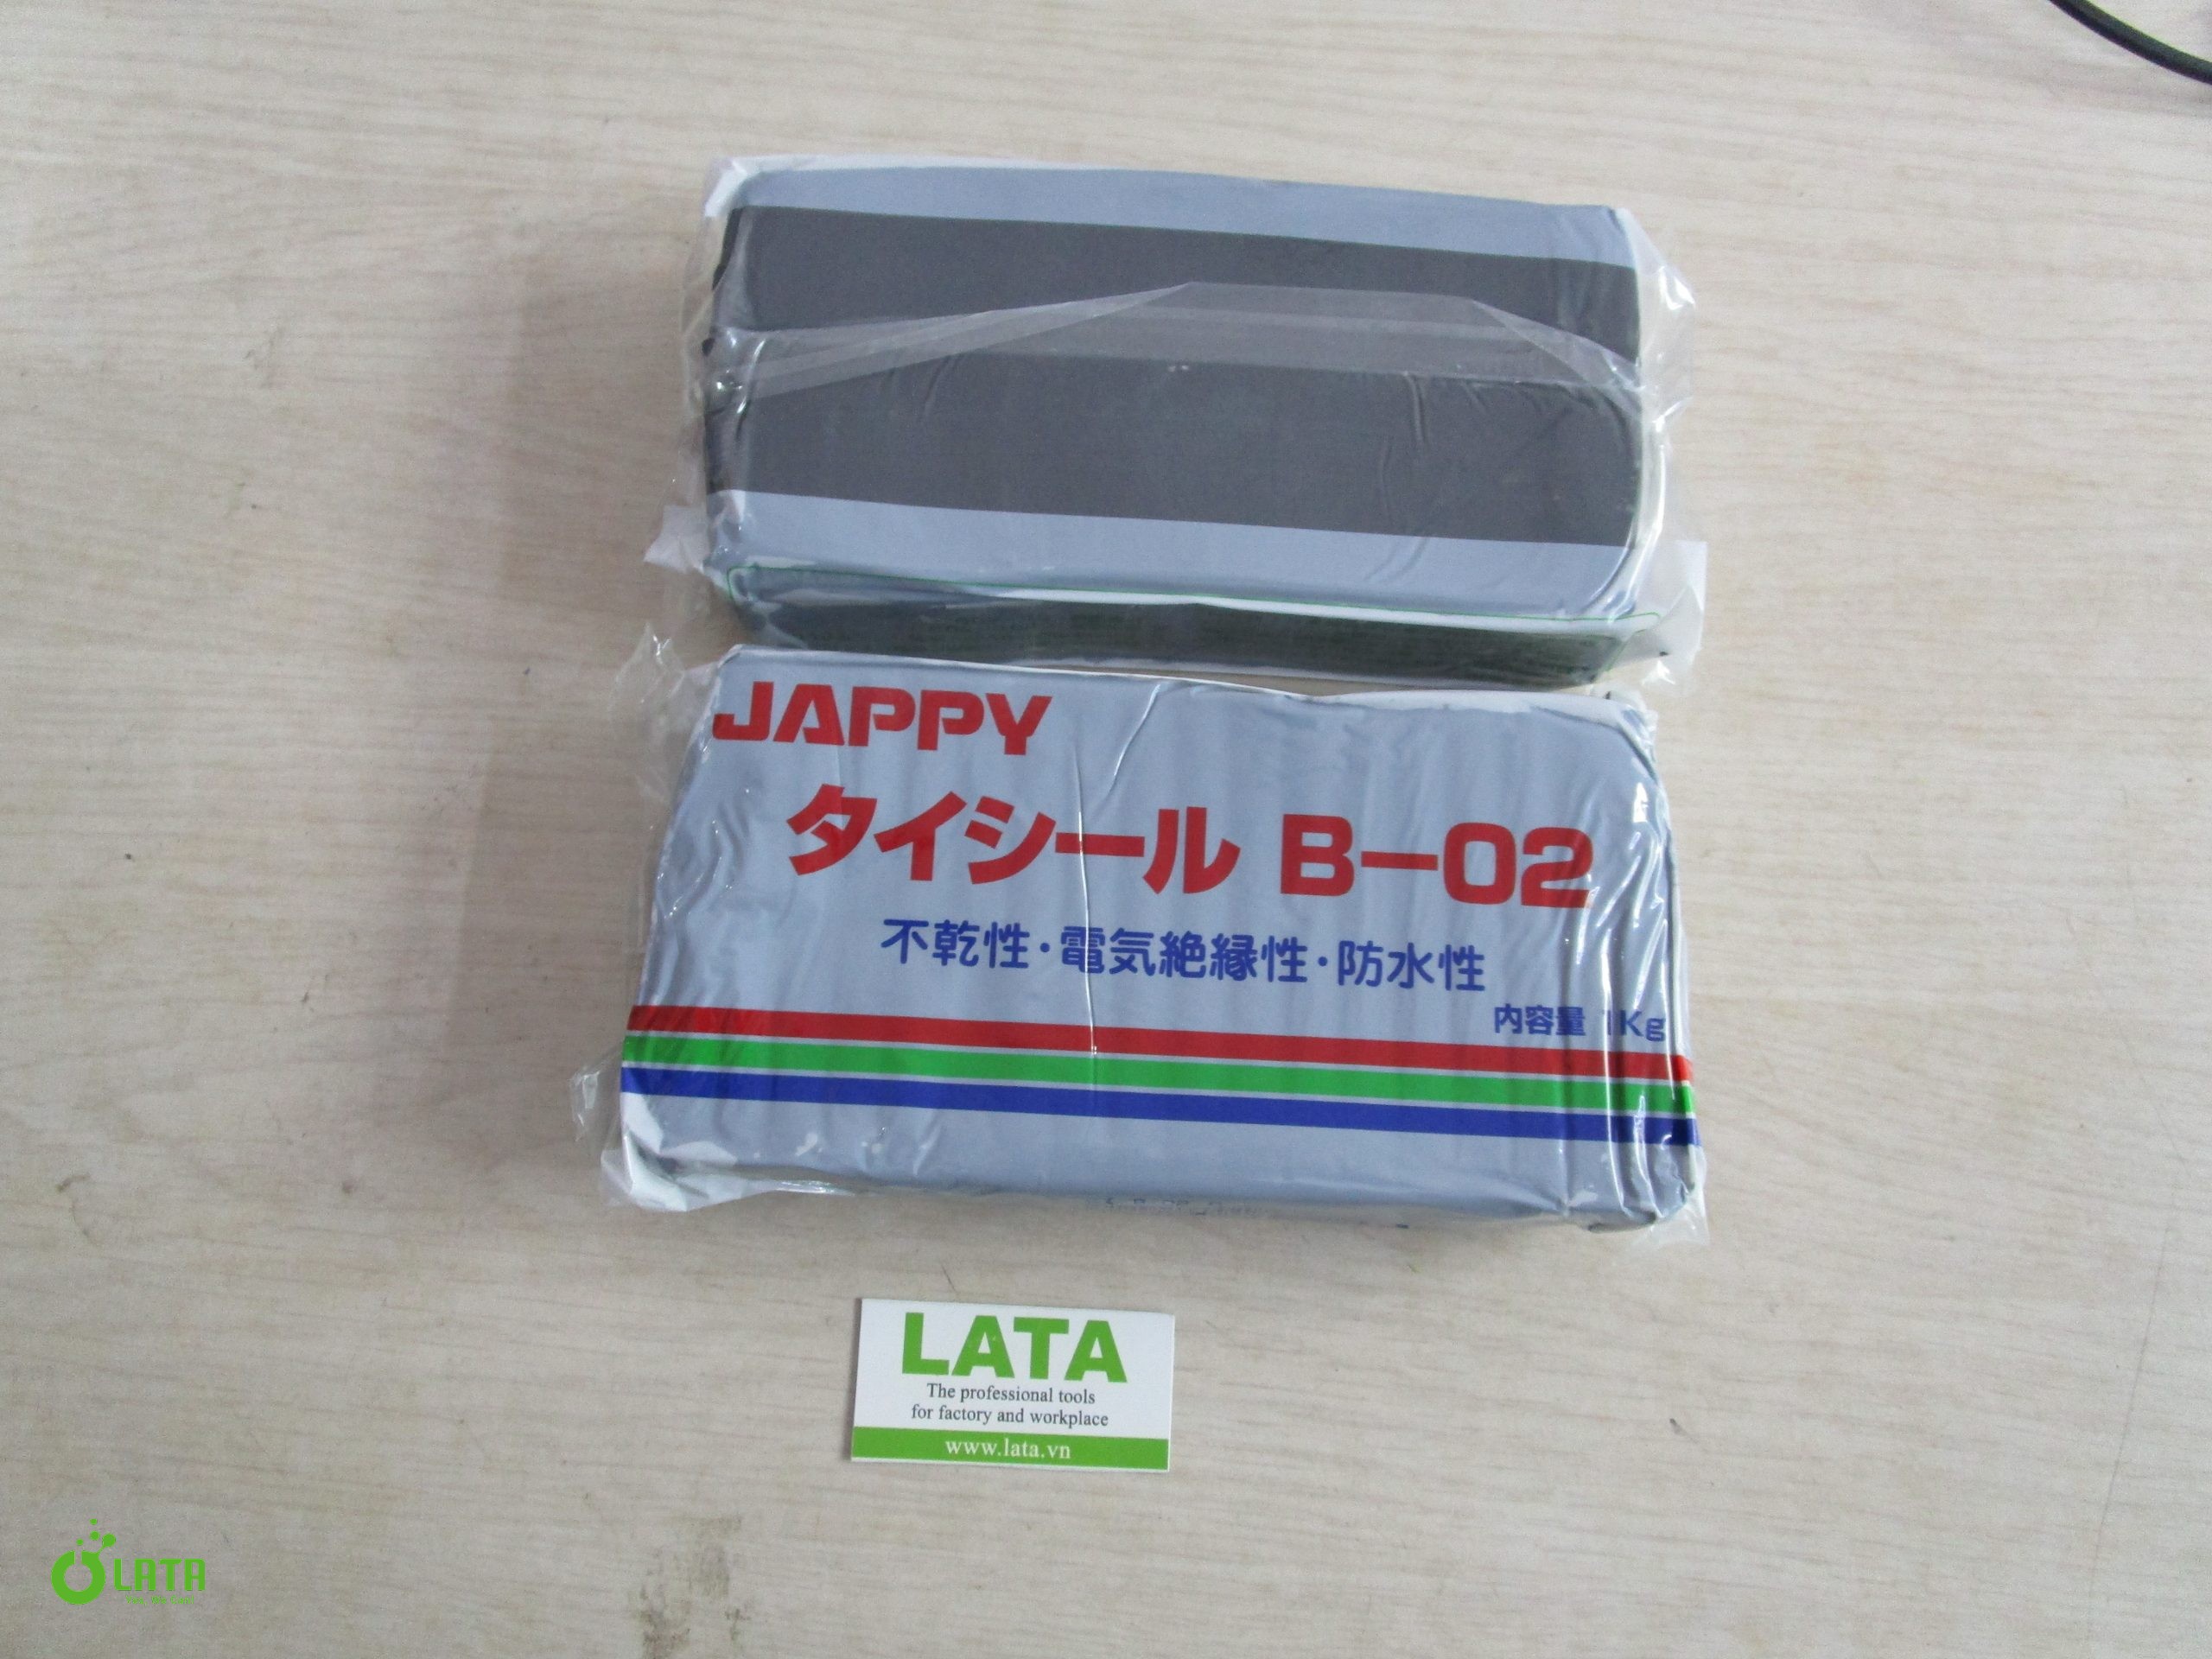 JAPPY
タイシール B-02
不乾性・電気絶縁性・防水性
内容量 1Kg
LATA
The professional tools
for factory and workplace
www.lata.vn
LATA